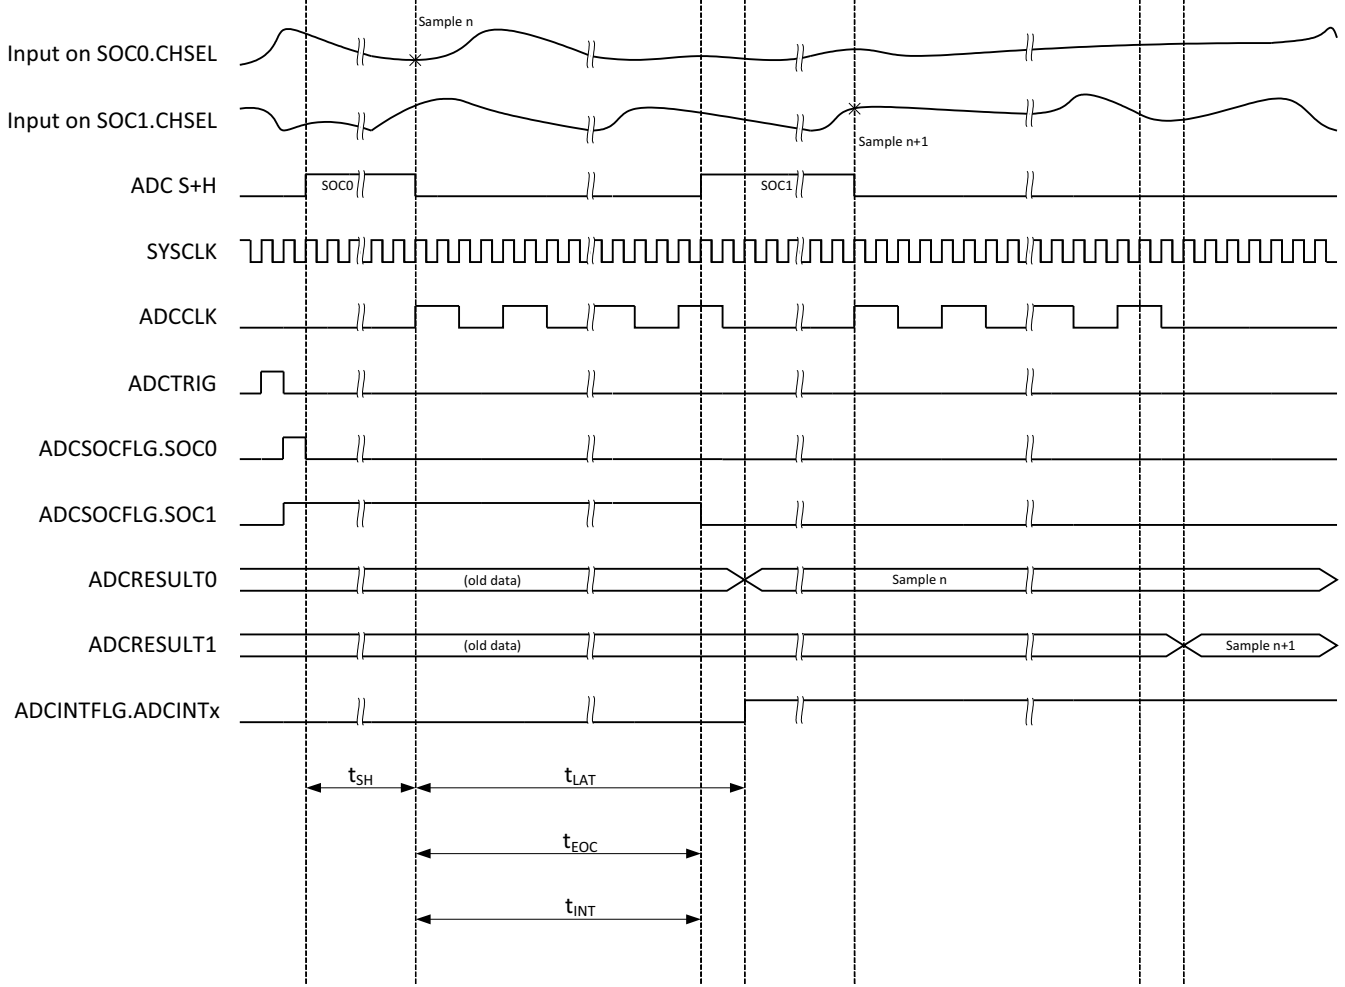 Sample n
Input on SOC0.CHSEL
Input on SOC1.CHSEL
Sample n+1
ADC S+H
SOC0
SOC1
SYSCLK
ADCCLK
ADCTRIG
ADCSOCFLG.SOC0
ADCSOCFLG.SOC1
ADCRESULT0
(old data)
Sample n
ADCRESULT1
(old data)
Sample n+1
ADCINTFLG.ADCINTx
tSH
tLAT
tEOC
tINT